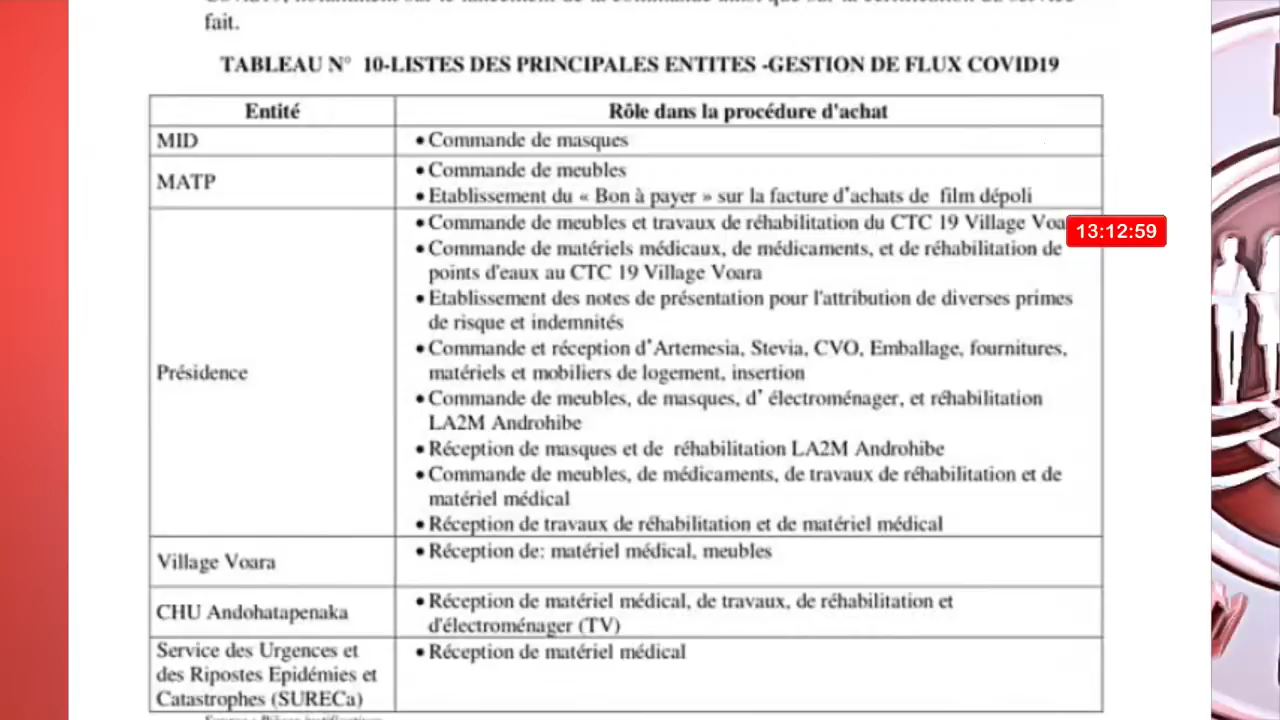 fait.
TABLEAU N° 10-LISTES DES PRINCIPALES ENTITES -GESTION DE FLUX COVID19
Entité
Rôle dans la procédure d'achat
MID
• Commande de masques
MATP
• Commande de meubles
• Etablissement du « Bon à payer » sur la facture d'achats de film dépoli
Présidence
• Commande de meubles et travaux de réhabilitation du CTC 19 Village Voa
13:12:59
• Commande de matériels médicaux, de médicaments, et de réhabilitation de
points d'eaux au CTC 19 Village Voara
• Etablissement des notes de présentation pour l'attribution de diverses primes
de risque et indemnités
• Commande et réception d'Artemesia, Stevia, CVO, Emballage, fournitures,
matériels et mobiliers de logement, insertion
• Commande de meubles, de masques, d' électroménager, et réhabilitation
LA2M Androhibe
• Réception de masques et de réhabilitation LA2M Androhibe
• Commande de meubles, de médicaments, de travaux de réhabilitation et de
matériel médical
• Réception de travaux de réhabilitation et de matériel médical
Village Voara
• Réception de: matériel médical, meubles
CHU Andohatapenaka
• Réception de matériel médical, de travaux, de réhabilitation et
d'électroménager (TV)
Service des Urgences et
des Ripostes Epidémies et
Catastrophes (SURECa)
• Réception de matériel médical